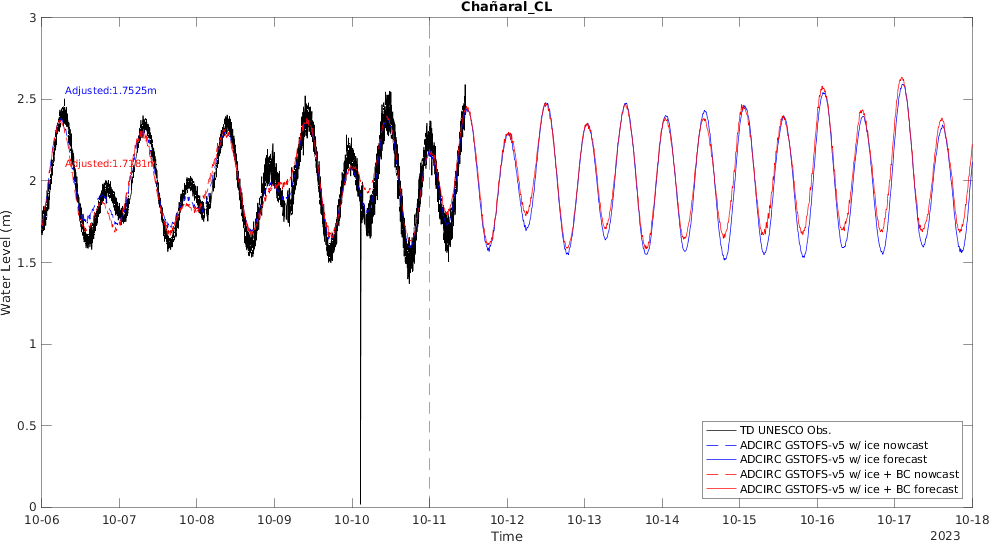 Chañaral_CL
3
2.5
2
1.5
1
0.5
0
Water Level (m)
Adjusted:1.7525m
Adjusted:1.7181m
TD UNESCO Obs.
ADCIRC GSTOFS-v5 w/ ice nowcast
ADCIRC GSTOFS-v5 w/ ice forecast
ADCIRC GSTOFS-v5 w/ ice + BC nowcast
ADCIRC GSTOFS-v5 w/ ice + BC forecast
10-06 10-07 10-08 10-09 10-10 10-11 10-12 10-13 10-14 10-15 10-16 10-17 10-18
Time
2023